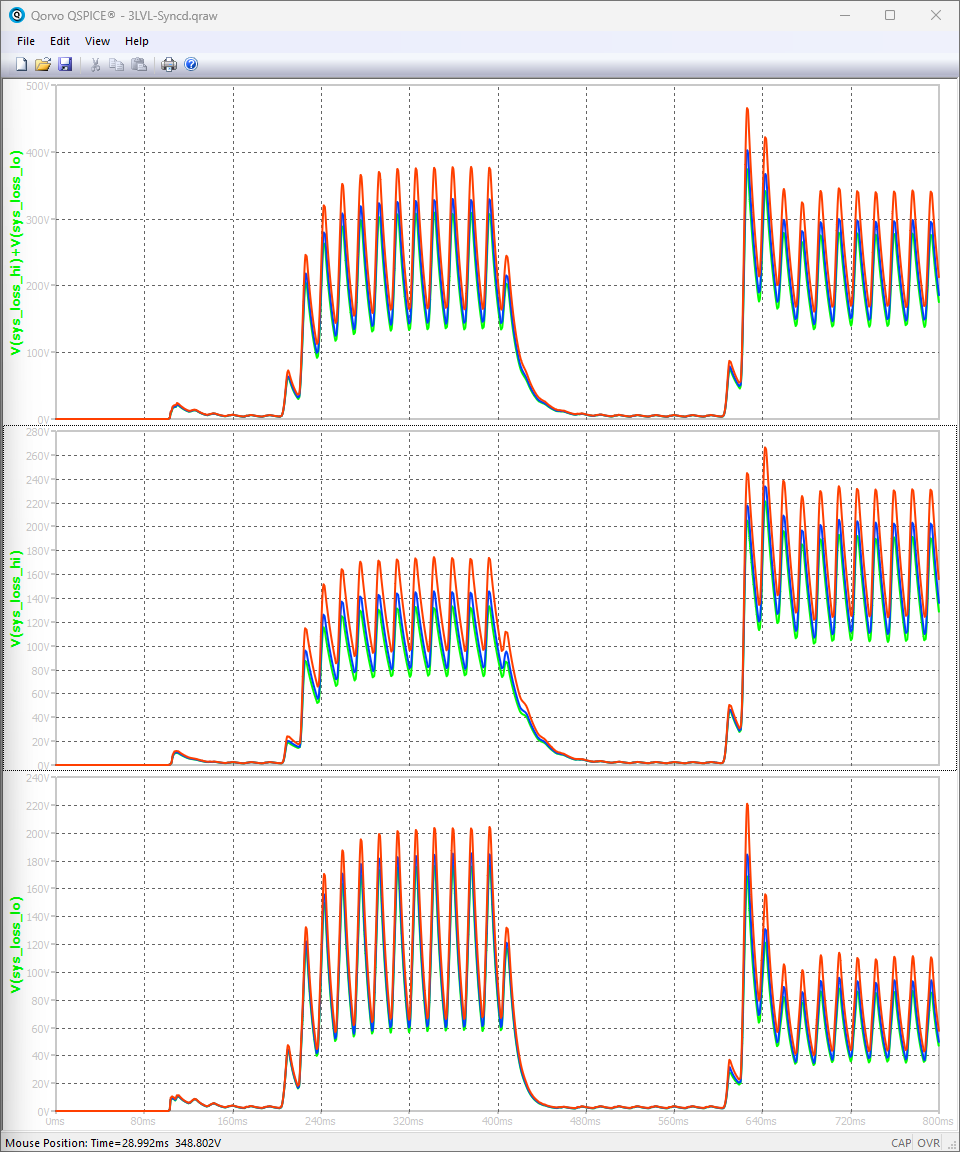 Qorvo QSPICE® - 3LVL-Syncd.qraw
File Edit View Help
V(sys_loss_hi)+V(sys_loss_lo)
500V
400V
300V
200V
100V
0V
V(sys_loss_hi)
280V
260V
240V
220V
200V
180V
160V
140V
120V
100V
80V
60V
40V
20V
0V
V(sys_loss_lo)
240V
220V
200V
180V
160V
140V
120V
100V
80V
60V
40V
20V
0V
0ms 80ms 160ms 240ms 320ms 400ms 480ms 560ms 640ms 720ms 800ms
Mouse Position: Time=28.992ms 348.802V CAP OVR